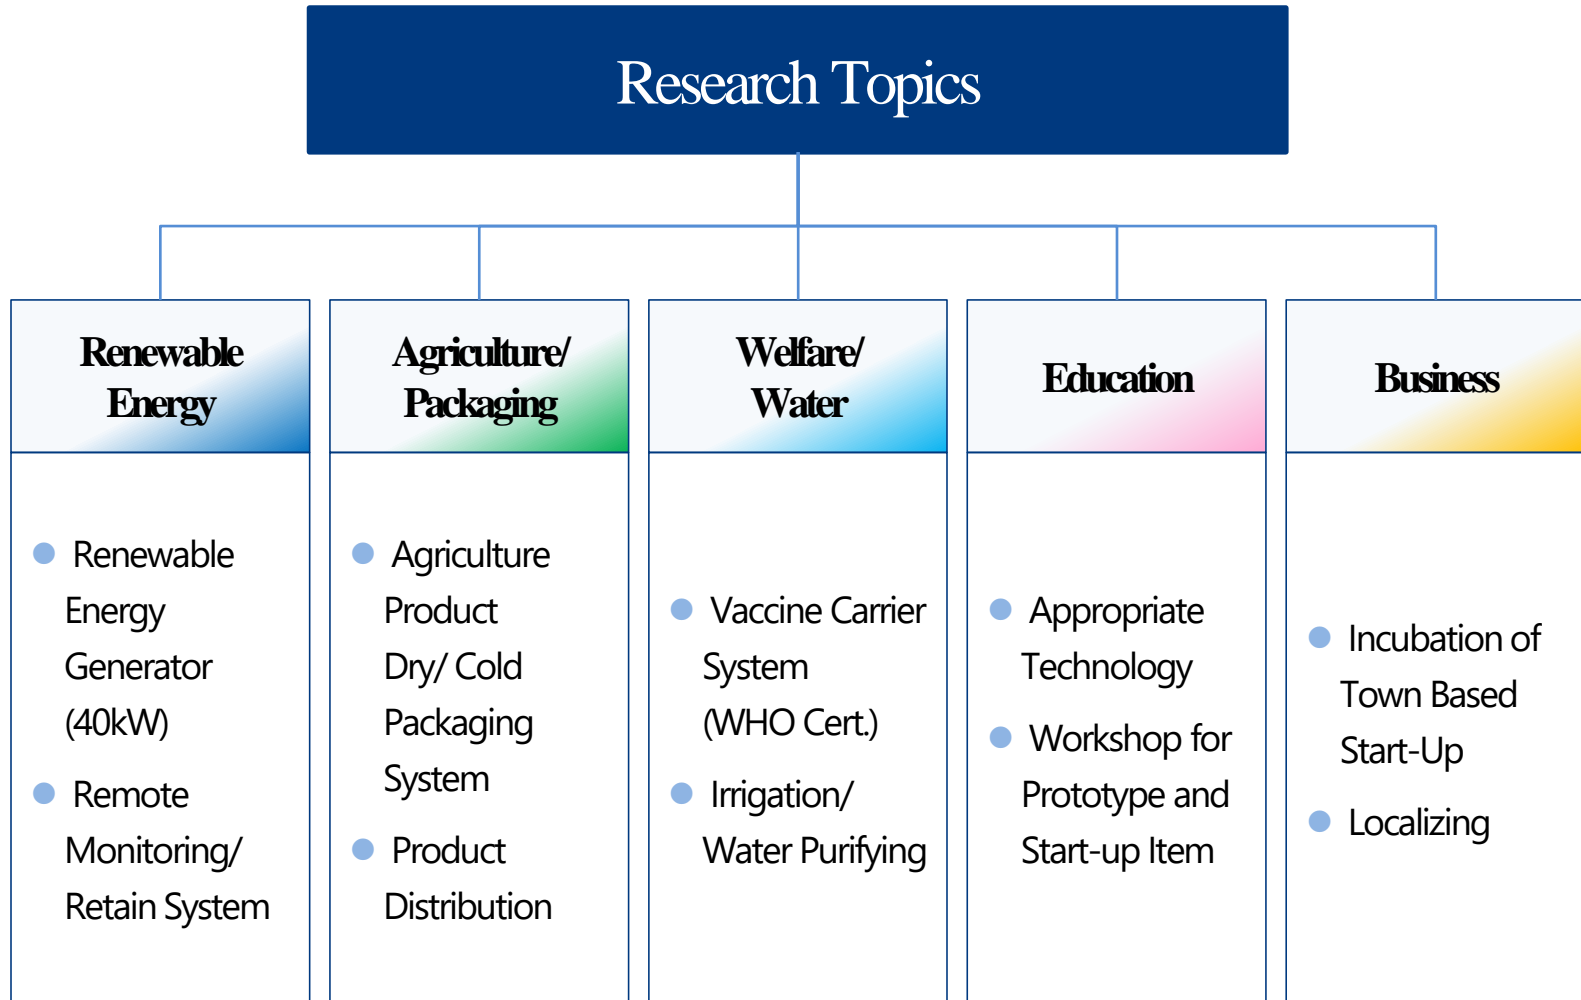 Research Topics
Renewable
Energy
Agriculture/
Packaging
Welfare/
Water
Education
Business
Renewable
Energy
Generator
(40kW)
Remote
Monitoring/
Retain System
Agriculture
Product
Dry/ Cold
Packaging
System
Product
Distribution
Vaccine Carrier
System
(WHO Cert.)
Irrigation/
Water Purifying
Appropriate
Technology
Workshop for
Prototype and
Start-up Item
Incubation of
Town Based
Start-Up
Localizing